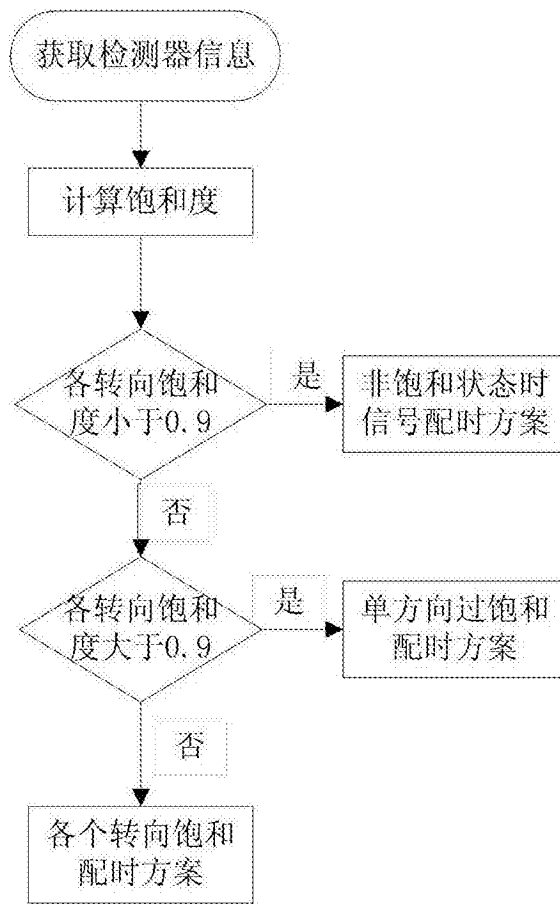 获取检测器信息
计算饱和度
各转向饱和
度小于0.9
是
非饱和状态时
信号配时方案
否
各转向饱和
度大于0.9
是
单方向过饱和
配时方案
否
各个转向饱和
配时方案